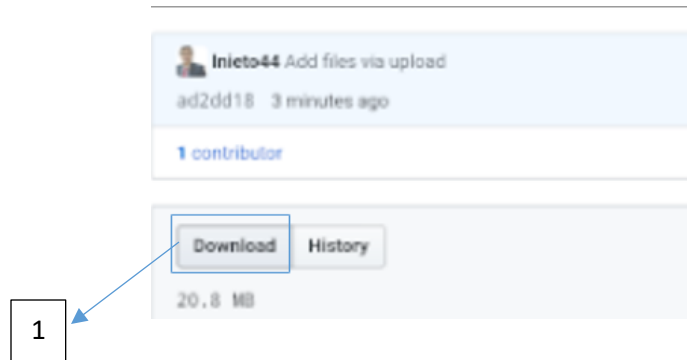 lnieto44 Add files via upload
ad2dd18 3 minutes ago
1 contributor
Download History
20.8 MB
1